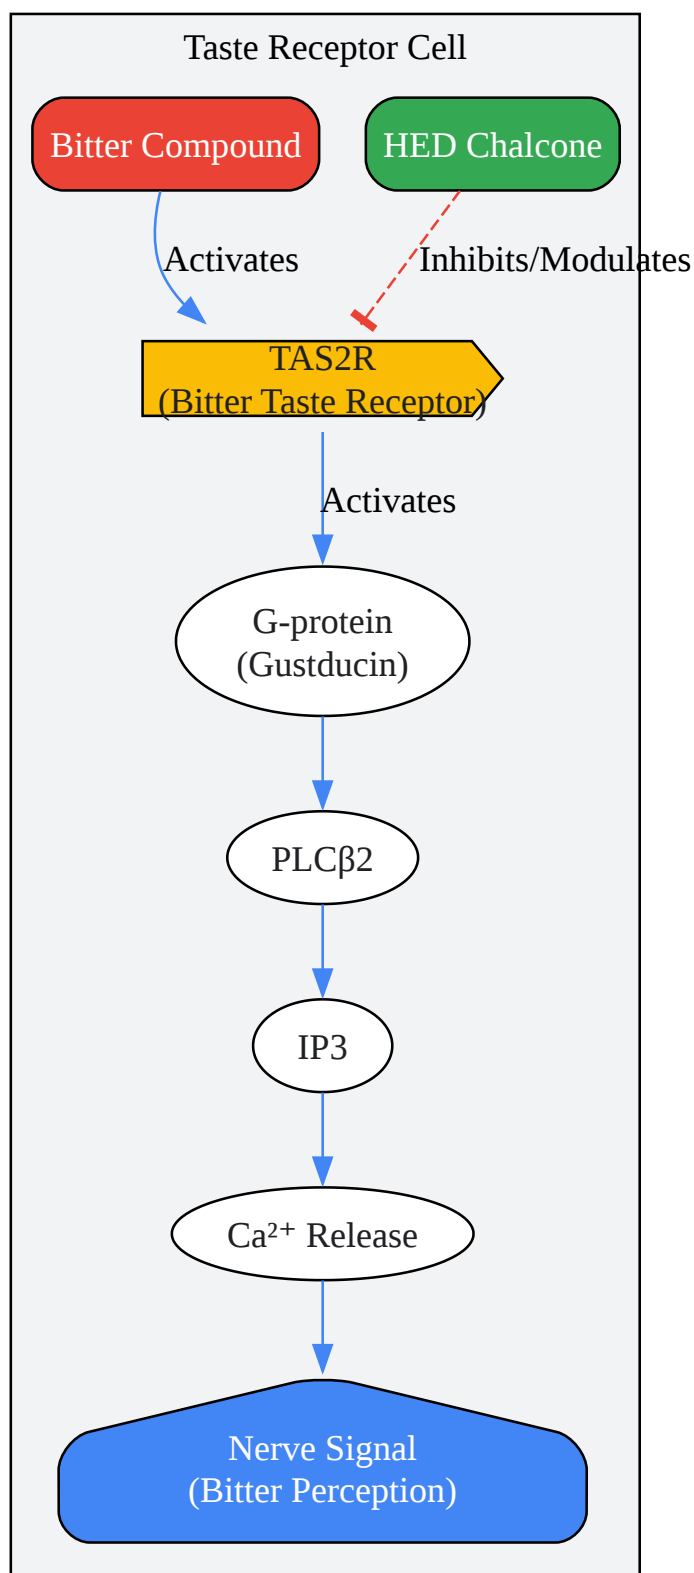 Taste Receptor Cell
Bitter Compound
HED Chalcone
Activates
Inhibits/Modulates
TAS2R
(Bitter Taste Receptor)
Activates
G-protein
(Gustducin)
PLCβ2
IP3
Ca²⁺ Release
Nerve Signal
(Bitter Perception)